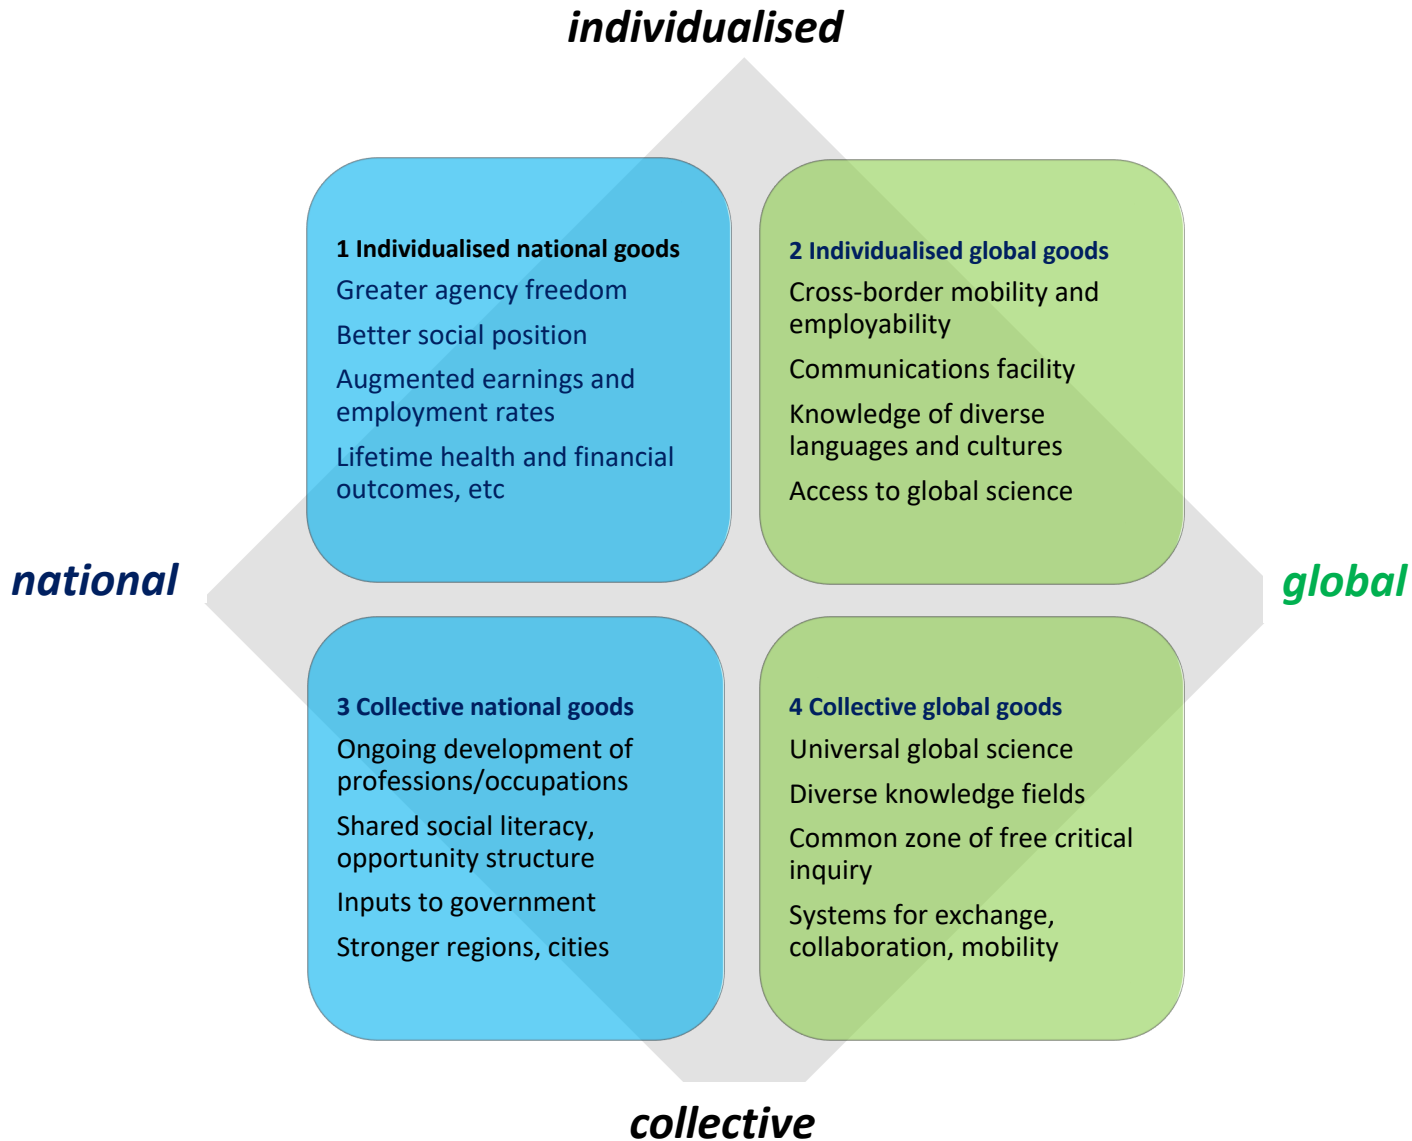 individualised
1 Individualised national goods
Greater agency freedom
Better social position
Augmented earnings and
employment rates
Lifetime health and financial
outcomes, etc
2 Individualised global goods
Cross-border mobility and
employability
Communications facility
Knowledge of diverse
languages and cultures
Access to global science
national
global
3 Collective national goods
Ongoing development of
professions/occupations
Shared social literacy,
opportunity structure
Inputs to government
Stronger regions, cities
4 Collective global goods
Universal global science
Diverse knowledge fields
Common zone of free critical
inquiry
Systems for exchange,
collaboration, mobility
collective